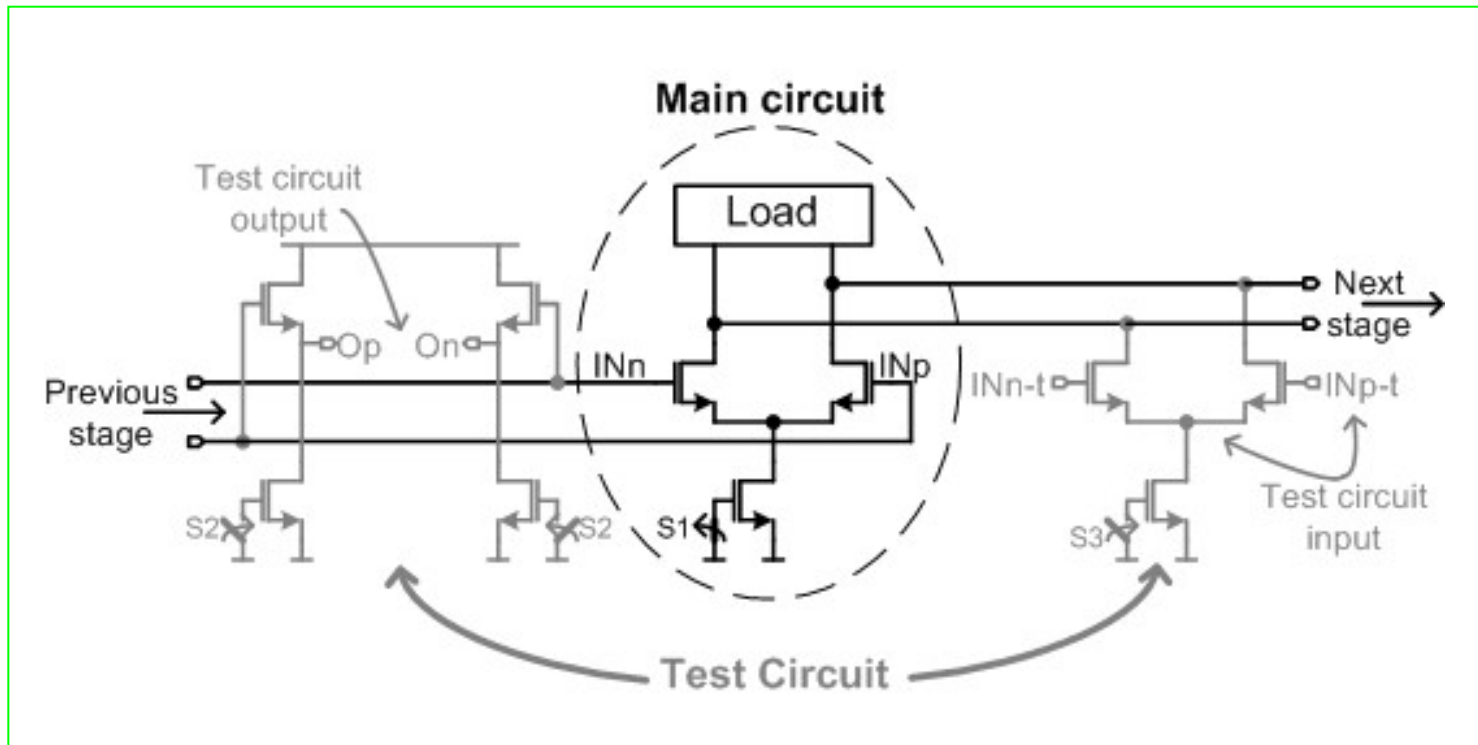 Main circuit
Test circuit
output
Load
Next
stage
Op
On
INn
INp
INn-t
INp-t
Previous
stage
S2
S2
S1
S3
Test circuit
input
Test Circuit